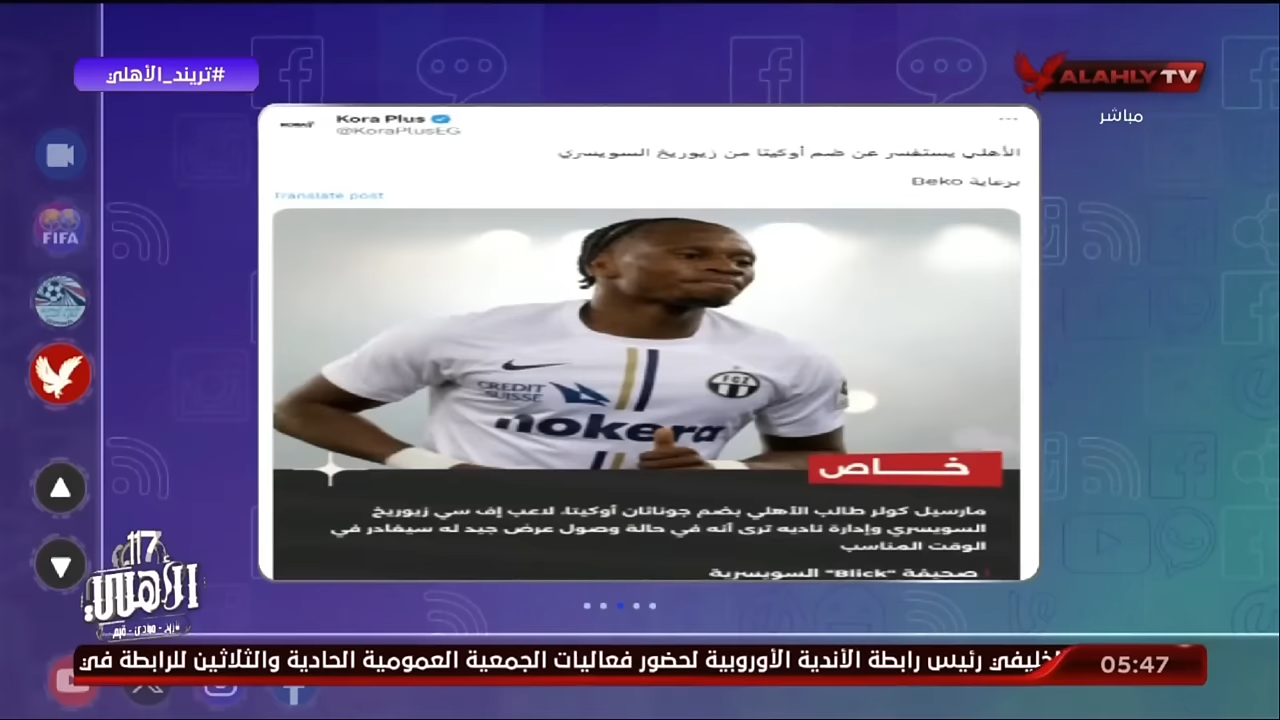 #تريند_الأهلي
ALAHLY TV
مباشر
Kora Plus
@KoraPlusEG
الأهلي يستفسر عن ضم أوكيتا من زيوريخ السويسري
برعاية Beko
Translate post
FIFA
CREDIT SUISSE
FCZ
nokera
خاص
مارسيل كولر طالب الأهلي بضم جوناثان أوكيتا، لاعب إف سي زيوريخ
السويسري وإدارة ناديه ترى أنه في حالة وصول عرض جيد له سيغادر في
الوقت المناسب
صحيفة "Blick" السويسرية
117
الأهلي
تاريخ - مبادئ - قيم
الخليفي رئيس رابطة الأندية الأوروبية لحضور فعاليات الجمعية العمومية الحادية والثلاثين للرابطة في
05:47